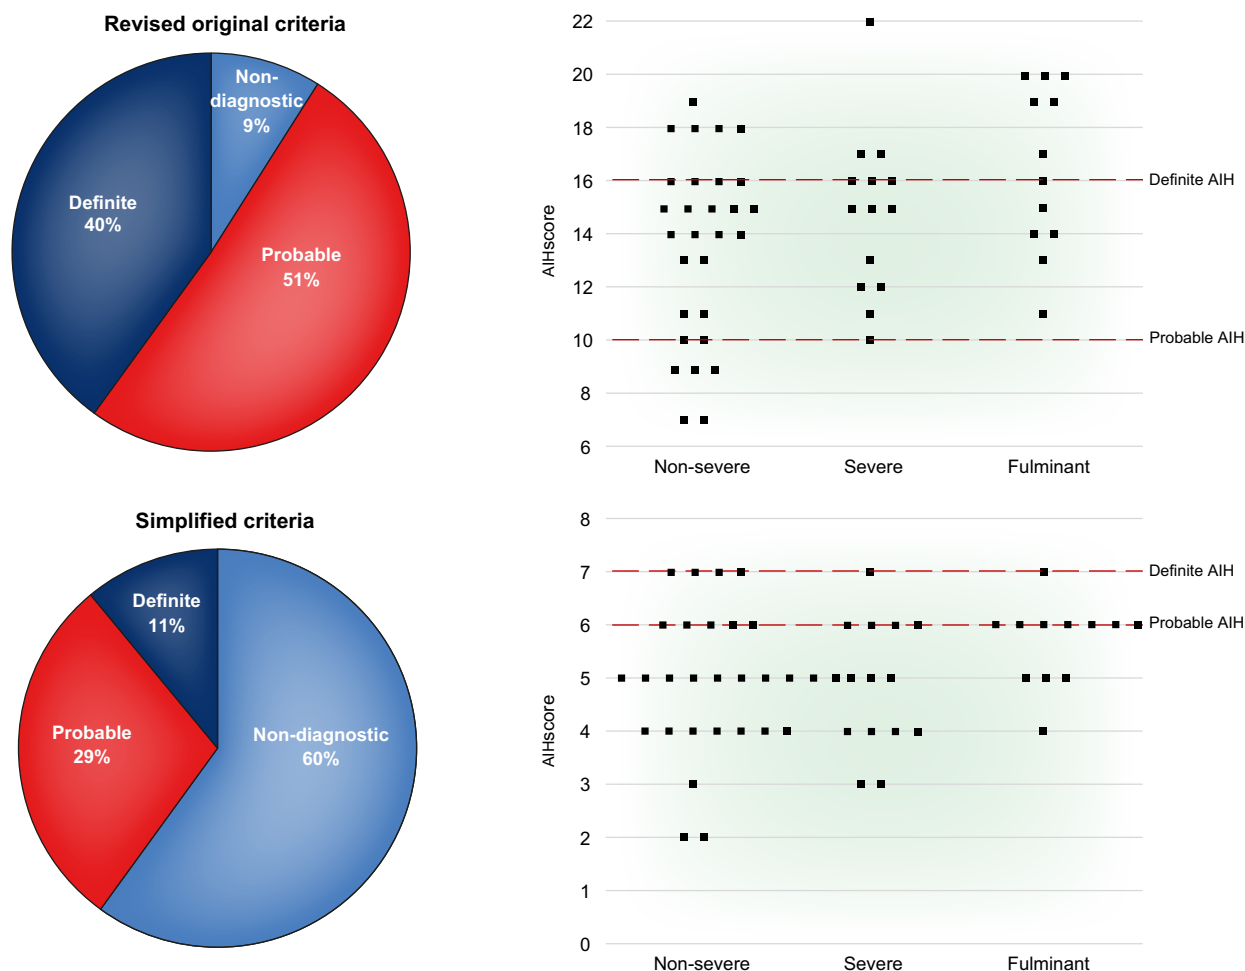 Revised original criteria
Non-
diagnostic
9%
Definite
40%
Probable
51%
22
20
18
16
14
12
10
8
6
AIHscore
Definite AIH
Probable AIH
Non-severe
Severe
Fulminant
Simplified criteria
Definite
11%
Probable
29%
Non-diagnostic
60%
8
7
6
5
4
3
2
1
0
AIHscore
Definite AIH
Probable AIH
Non-severe
Severe
Fulminant